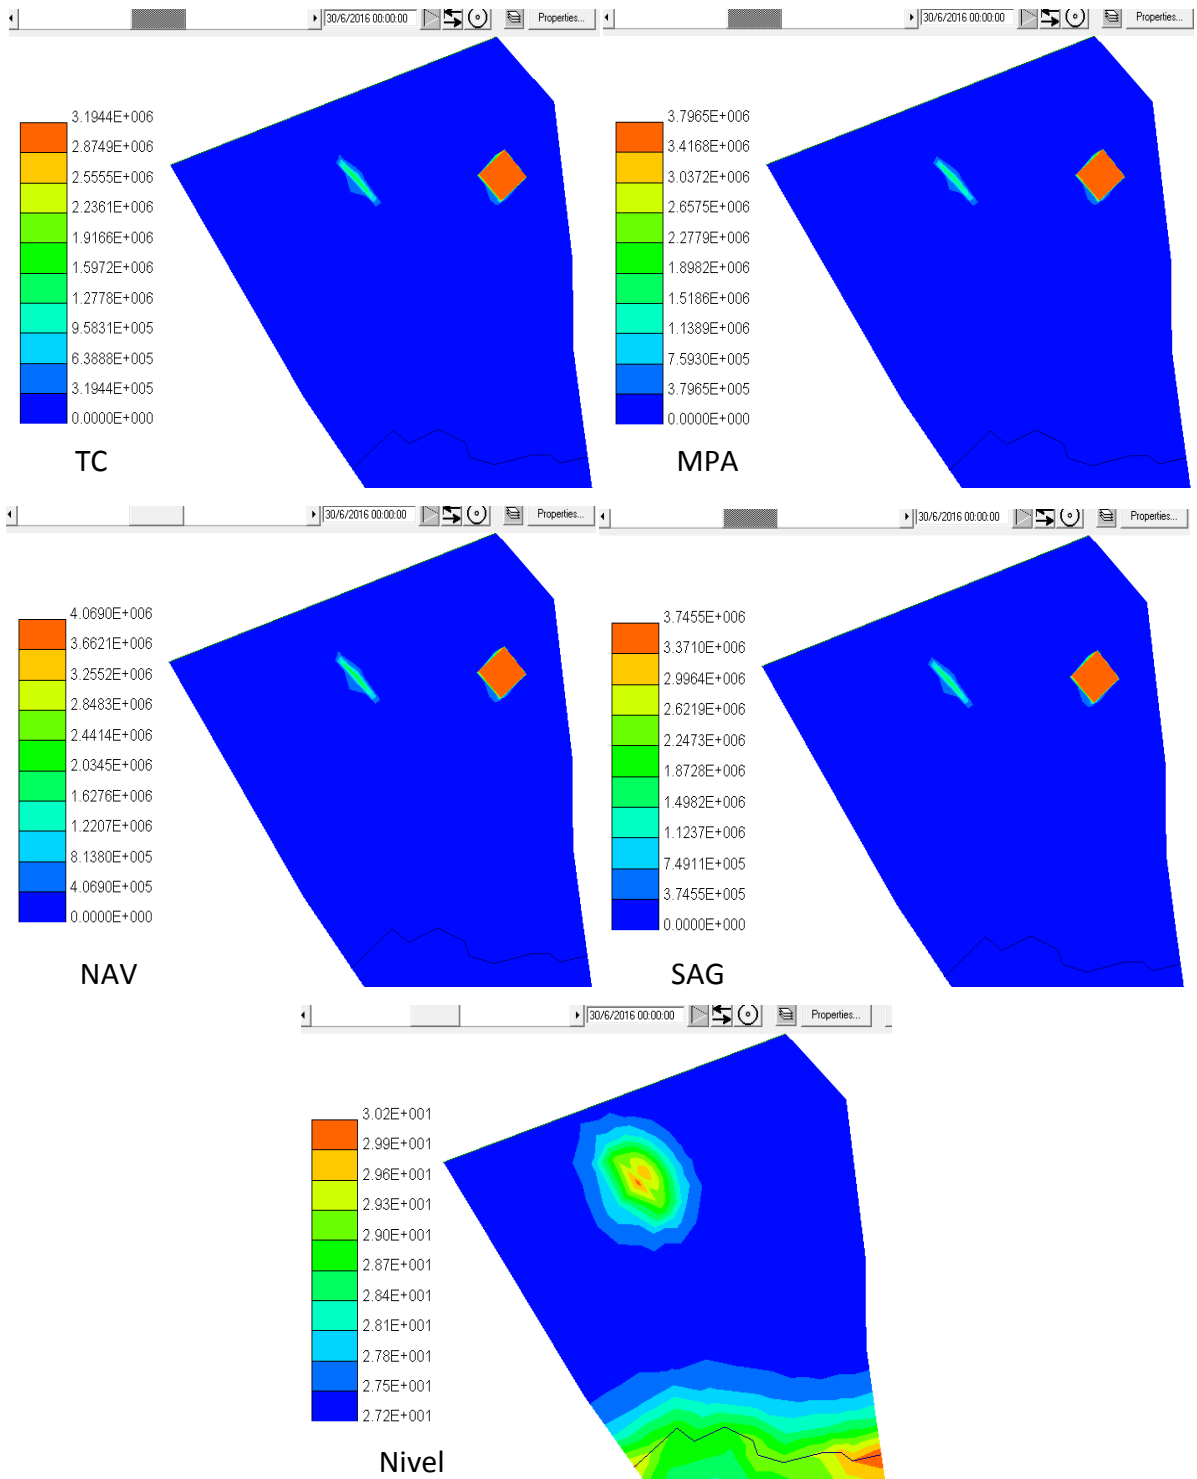 30/6/2016 00:00:00
Properties...
30/6/2016 00:00:00
Properties...
3.1944E+006
2.8749E+006
2.5555E+006
2.2361E+006
1.9166E+006
1.5972E+006
1.2778E+006
9.5831E+005
6.3888E+005
3.1944E+005
0.0000E+000
TC
3.7965E+006
3.4168E+006
3.0372E+006
2.6575E+006
2.2779E+006
1.8982E+006
1.5186E+006
1.1389E+006
7.5930E+005
3.7965E+005
0.0000E+000
MPA
30/6/2016 00:00:00
Properties...
30/6/2016 00:00:00
Properties...
4.0690E+006
3.6621E+006
3.2552E+006
2.8483E+006
2.4414E+006
2.0345E+006
1.6276E+006
1.2207E+006
8.1380E+005
4.0690E+005
0.0000E+000
NAV
3.7455E+006
3.3710E+006
2.9964E+006
2.6219E+006
2.2473E+006
1.8728E+006
1.4982E+006
1.1237E+006
7.4911E+005
3.7455E+005
0.0000E+000
SAG
30/6/2016 00:00:00
Properties...
3.02E+001
2.99E+001
2.96E+001
2.93E+001
2.90E+001
2.87E+001
2.84E+001
2.81E+001
2.78E+001
2.75E+001
2.72E+001
Nivel